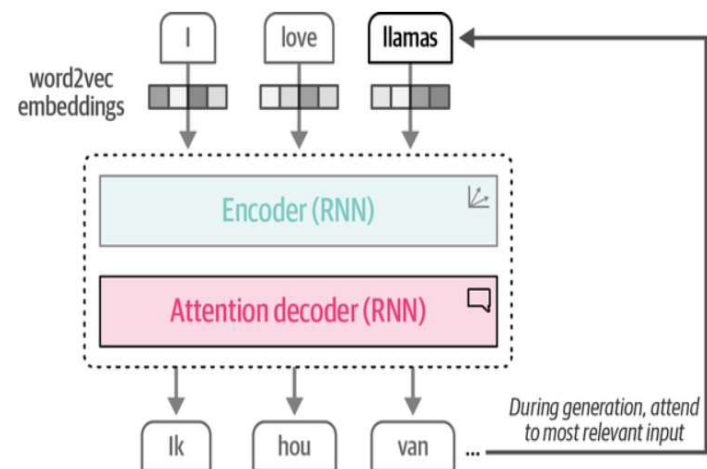 I love llamas
word2vec
embeddings
Encoder (RNN)
Attention decoder (RNN)
Ik hou van ...
During generation, attend
to most relevant input